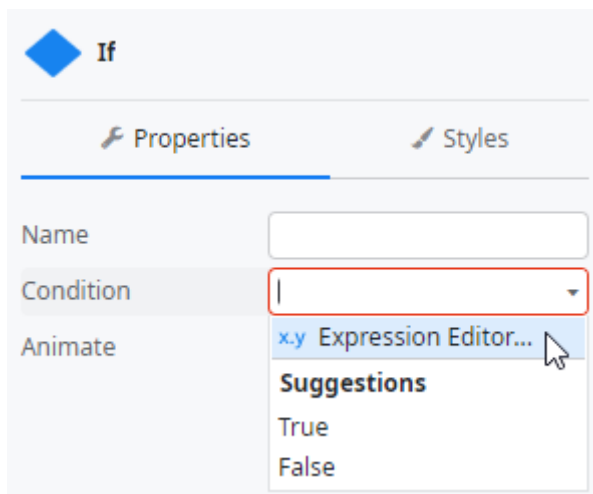 If
Properties
Styles
Name
Condition
x.y Expression Editor...
Animate
Suggestions
True
False